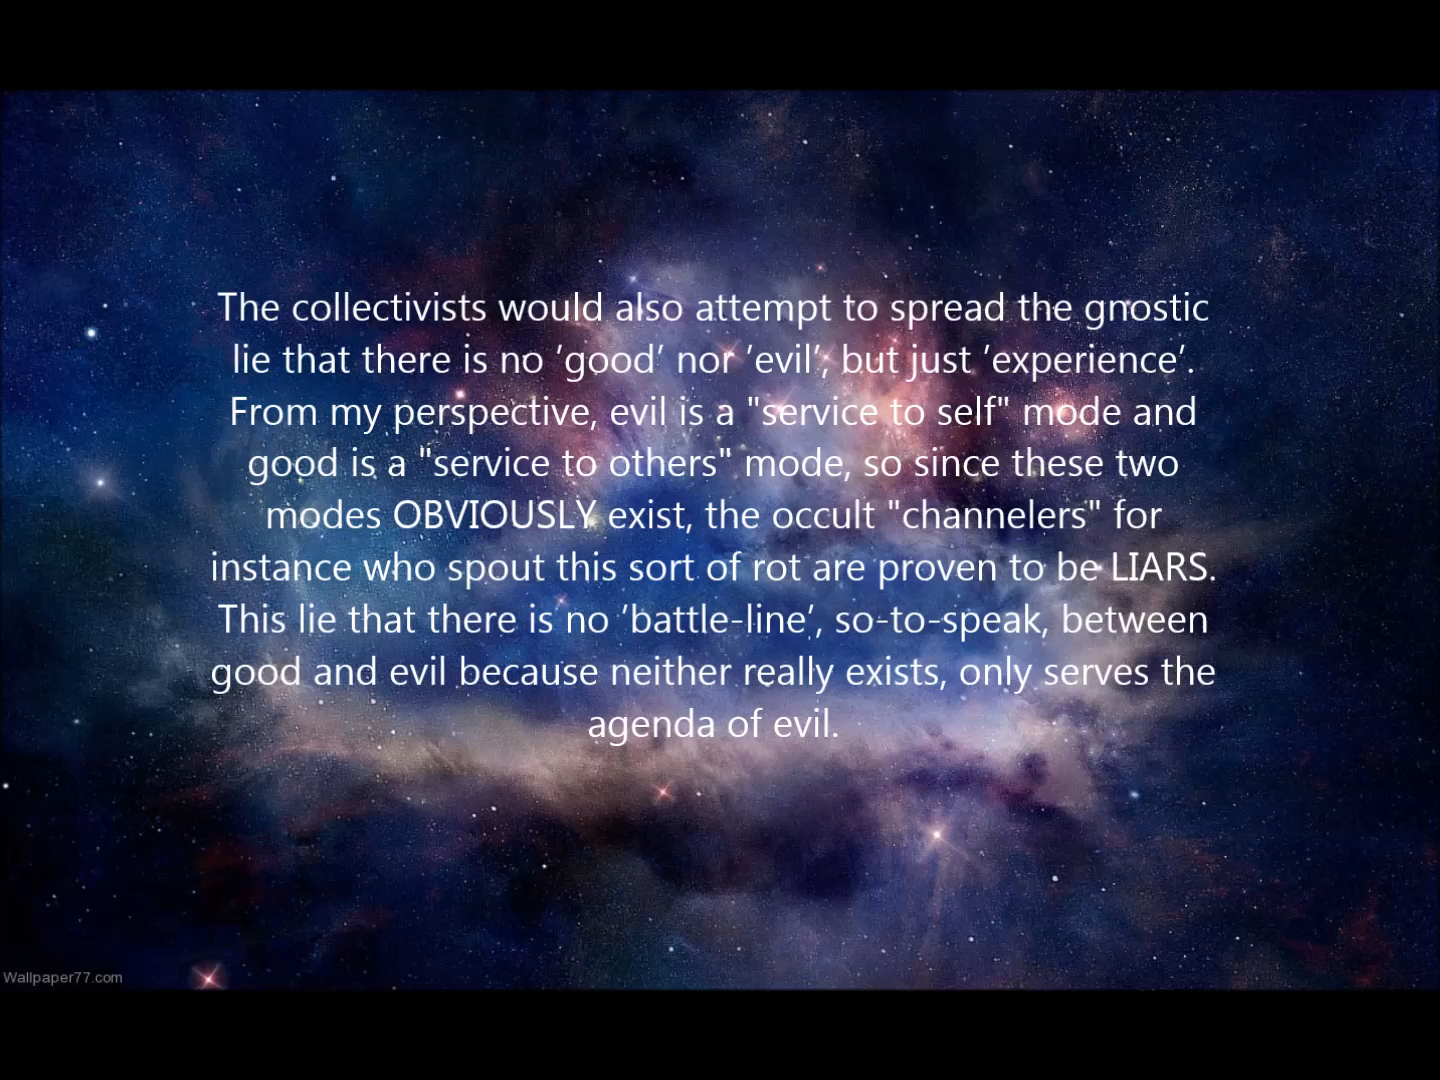 The collectivists would also attempt to spread the gnostic
lie that there is no ’good’ nor ’evil’; but just ’experience’.
From my perspective, evil is a "service to self" mode and
good is a "service to others" mode, so since these two
modes OBVIOUSLY exist, the occult "channelers" for
instance who spout this sort of rot are proven to be LIARS.
This lie that there is no ’battle-line’, so-to-speak, between
good and evil because neither really exists, only serves the
agenda of evil.
Wallpaper77.com